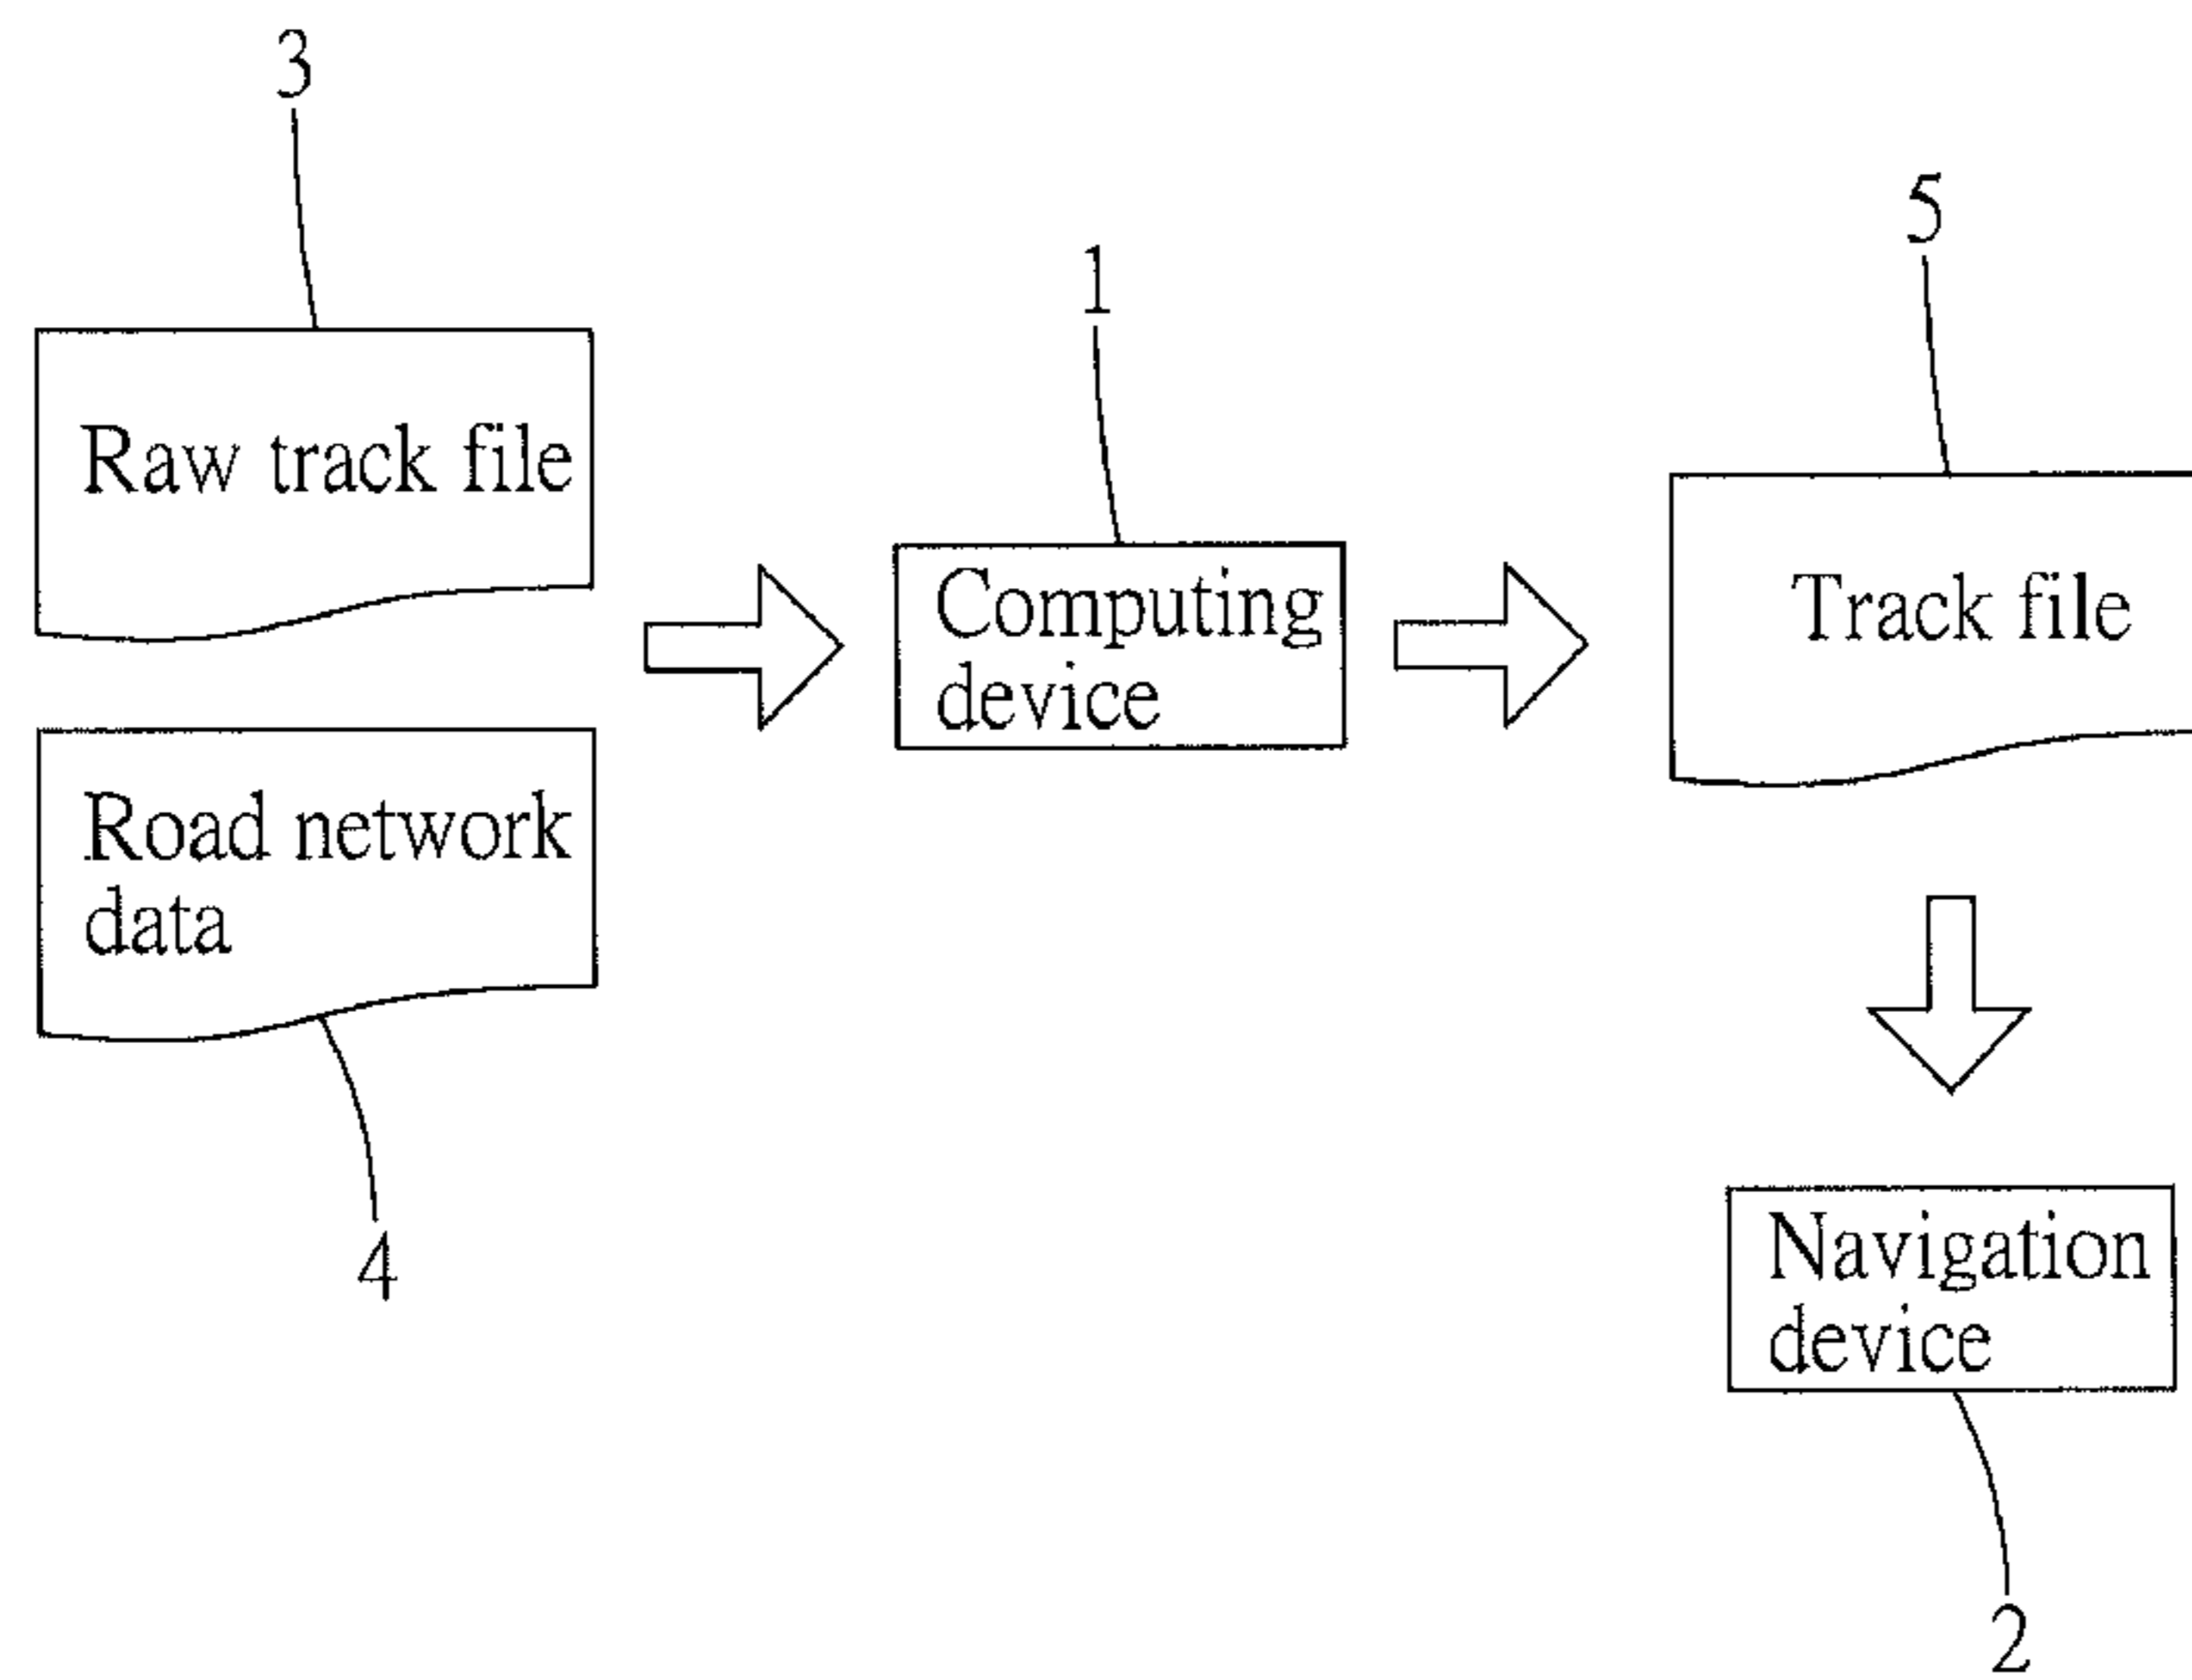 3
Raw track file
Road network
data
4
1
Computing
device
5
Track file
Navigation
device
2